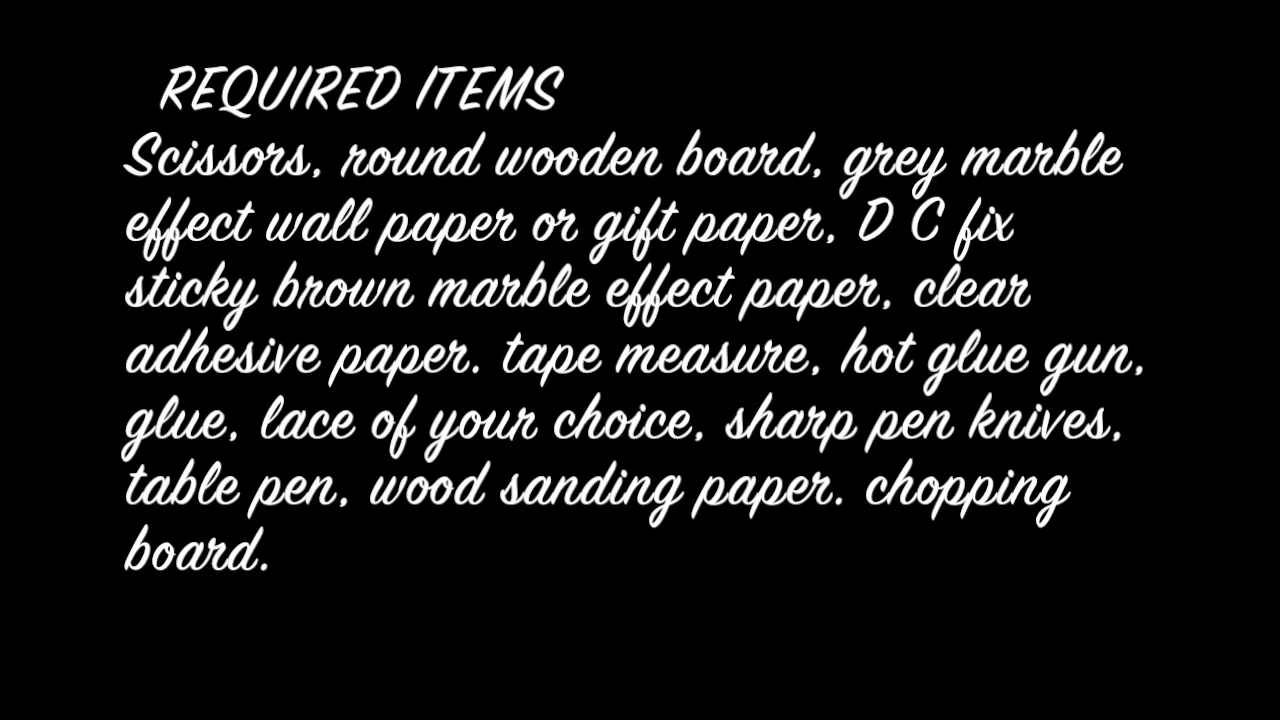 REQUIRED ITEMS
Scissors, round wooden board, grey marble
effect wall paper or gift paper, D C fix
sticky brown marble effect paper, clear
adhesive paper. tape measure, hot glue gun,
glue, lace of your choice, sharp pen knives,
table pen, wood sanding paper. chopping
board.